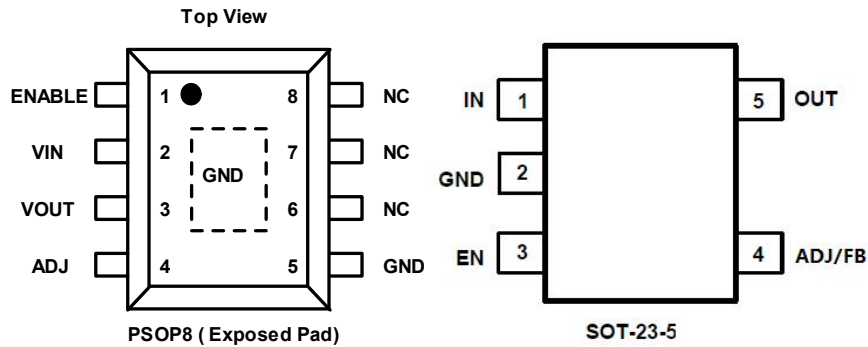 Top View
ENABLE 1 8 NC
VIN 2 7 NC
GND
VOUT 3 6 NC
ADJ 4 5 GND
PSOP8 ( Exposed Pad)
IN 1 5 OUT
GND 2
EN 3 4 ADJ/FB
SOT-23-5